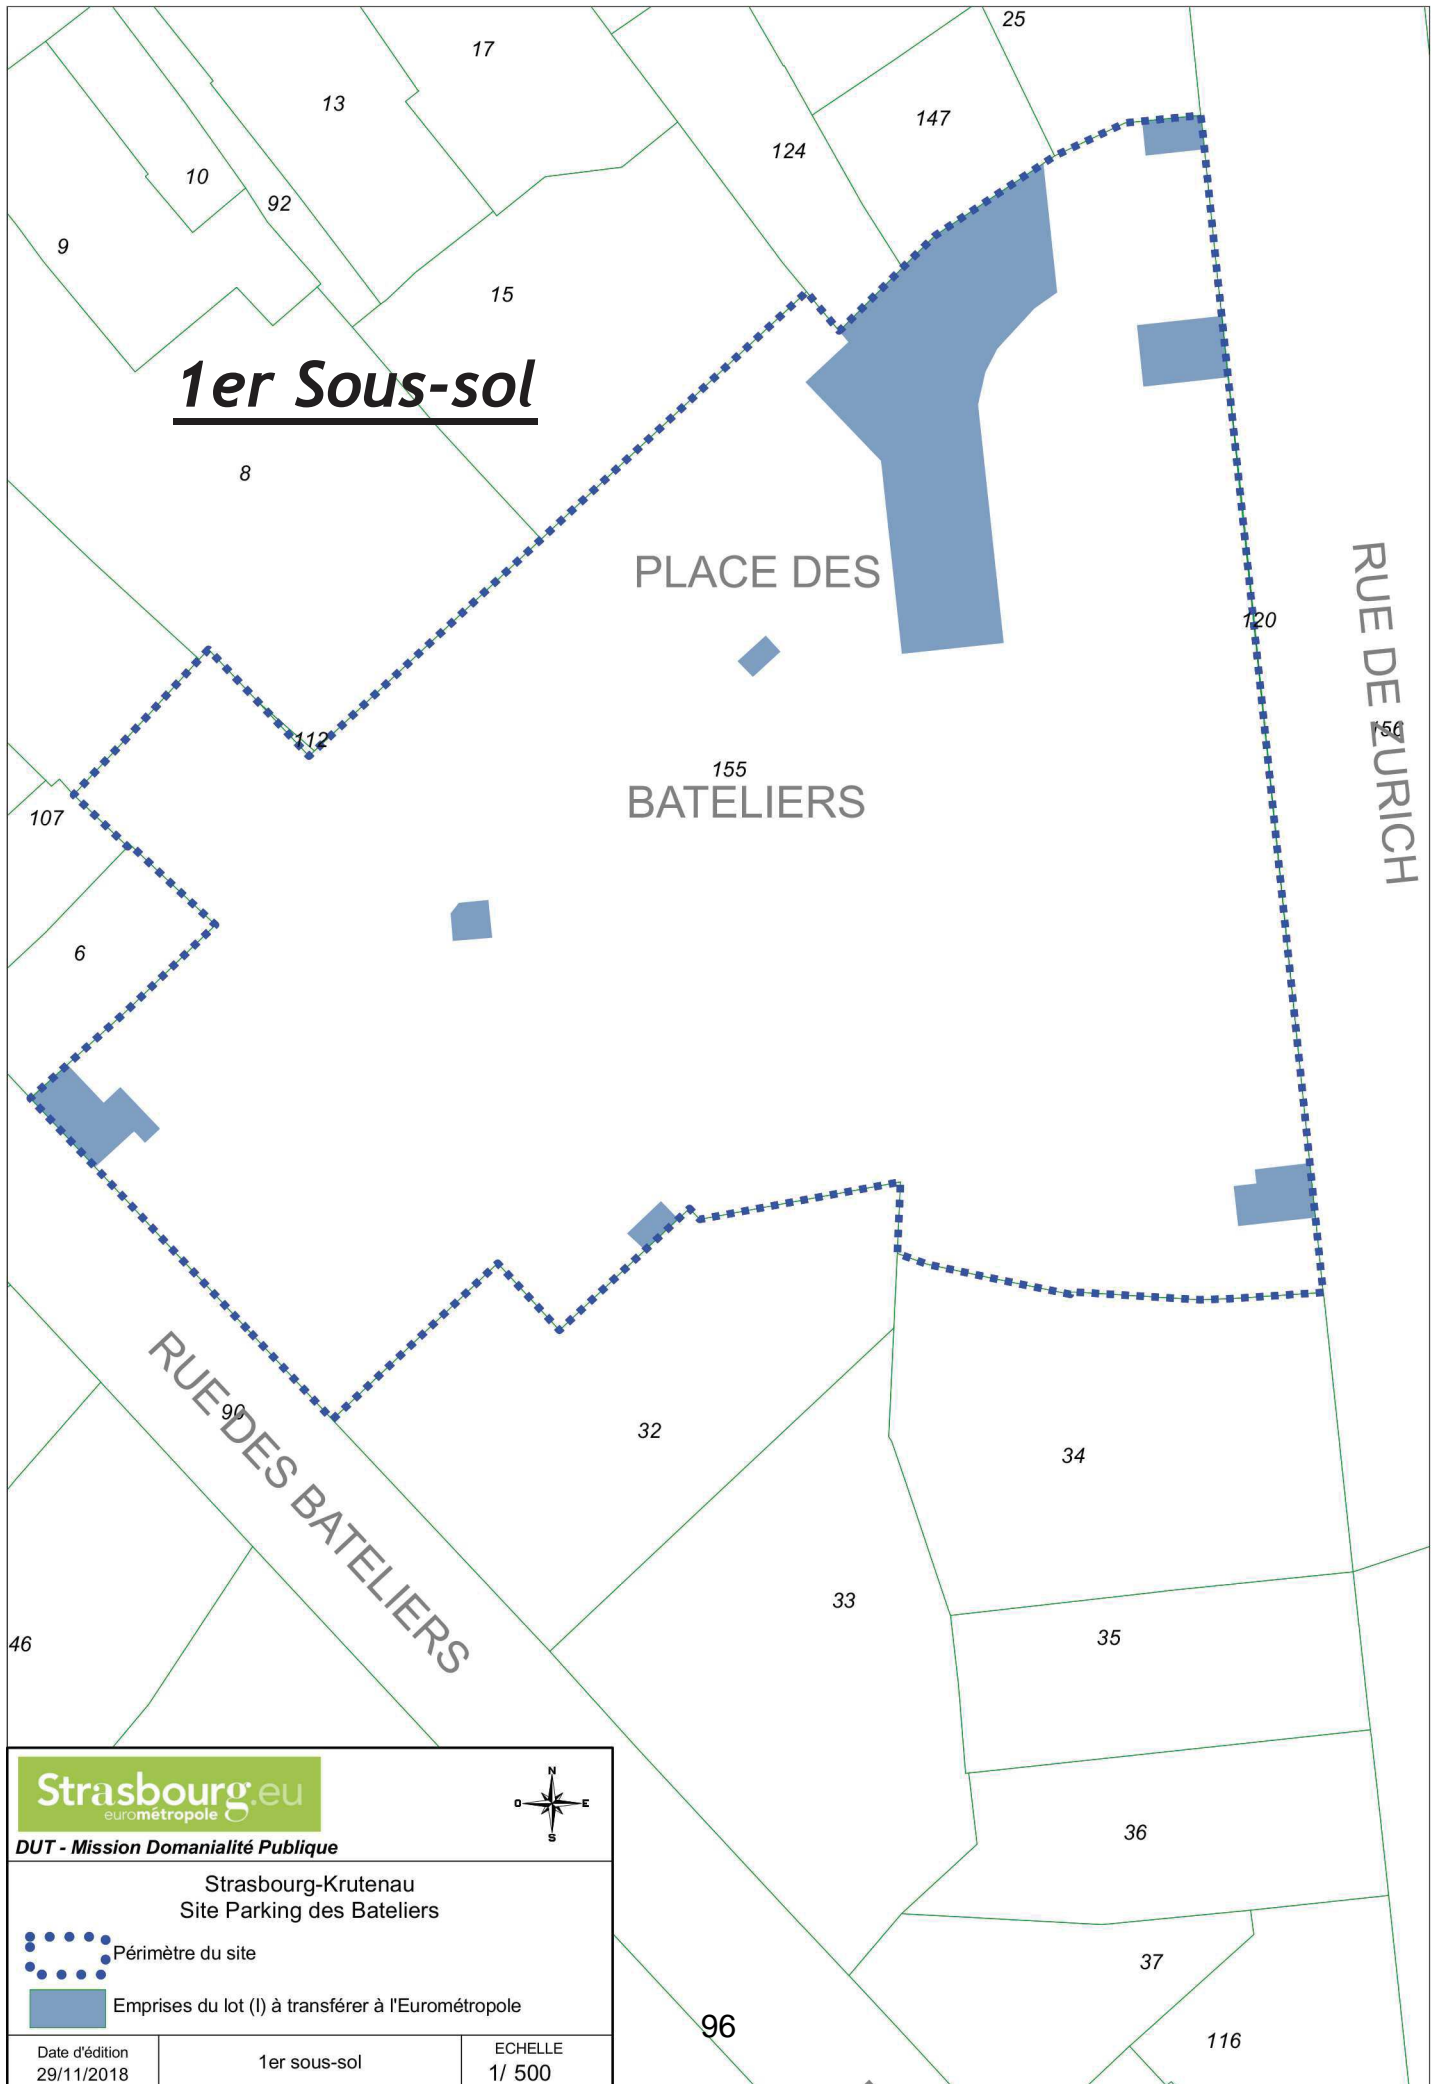 25
17
13
147
124
10
92
9
15
1er Sous-sol
8
PLACE DES
120
RUE DE ZURICH
156
112
155
BATELIERS
107
6
90
RUE DES BATELIERS
32
34
33
35
46
36
37
96
116
Strasbourg.eu
eurométropole
N
O
E
S
DUT - Mission Domanialité Publique
Strasbourg-Krutenau
Site Parking des Bateliers
Périmètre du site
Emprises du lot (I) à transférer à l'Eurométropole
Date d'édition
29/11/2018
1er sous-sol
ECHELLE
1/ 500